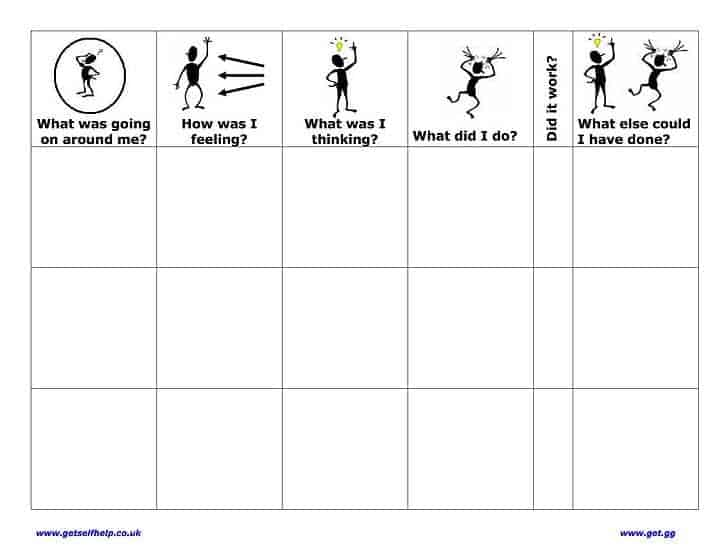 What was going
on around me?
How was I
feeling?
What was I
thinking?
What did I do?
Did it work?
What else could
I have done?
www.getselfhelp.co.uk
www.get.gg